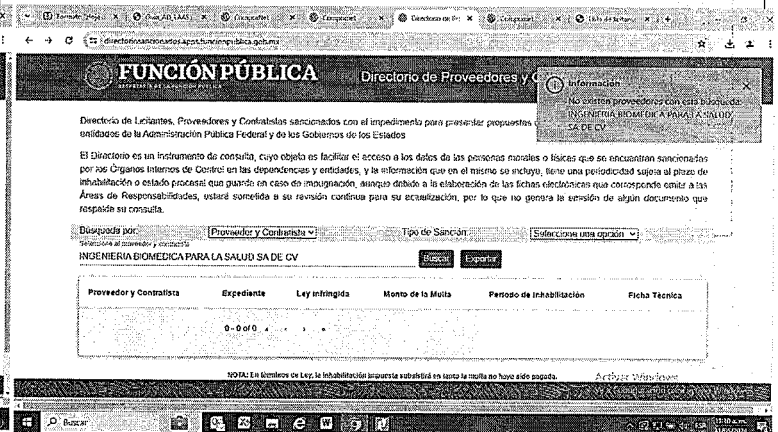 Compranet
directoriosancionados.apps.funcionpublica.gob.mx
FUNCIÓN PÚBLICA
Directorio de Proveedores y
Información
No existen proveedores con esta búsqueda:
INGENIERIA BIOMEDICA PARA LA SALUD
SA DE CV
Directorio de Licitantes, Proveedores y Contratistas sancionados con el impedimento para presentar propuestas
entidades de la Administración Pública Federal y de los Gobiernos de los Estados
El Directorio es un instrumento de consulta, cuyo objeto es facilitar el acceso a los datos de las personas morales o físicas que se encuentran sancionadas
por los Órganos Internos de Control en las dependencias y entidades, y la información que en el mismo se incluye, tiene una periodicidad sujeta al plazo de
inhabilitación o estado procesal que guarde en caso de impugnación, aunque debido a la elaboración de las fichas electrónicas que corresponde emitir a las
Áreas de Responsabilidades, estará sometida a su revisión continua para su actualización, por lo que no genera la emisión de algún documento que
respalde su consulta.
Búsqueda por: Proveedor y Contratista Tipo de Sanción: Seleccione una opción
Seleccione el proveedor y contratista
INGENIERIA BIOMEDICA PARA LA SALUD SA DE CV Buscar Exportar
Proveedor y Contratista Expediente Ley Infringida Monto de la Multa Periodo de Inhabilitación Ficha Técnica
0 - 0 of 0
NOTA: En términos de Ley, la inhabilitación impuesta subsistirá en tanto la multa no haya sido pagada.
Activar Windows
Buscar